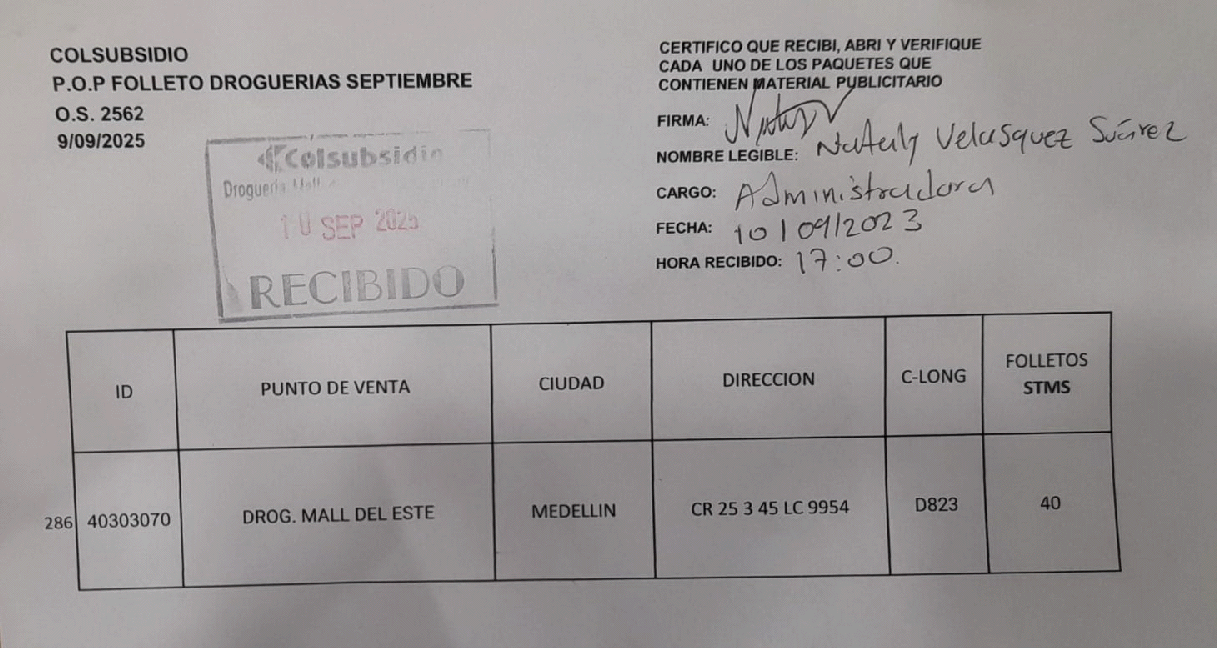 COLSUBSIDIO
P.O.P FOLLETO DROGUERIAS SEPTIEMBRE
O.S. 2562
9/09/2025
Colsubsidio
Droguería Mall
10 SEP 2025
RECIBIDO
CERTIFICO QUE RECIBI, ABRI Y VERIFIQUE
CADA UNO DE LOS PAQUETES QUE
CONTIENEN MATERIAL PUBLICITARIO
FIRMA:
NOMBRE LEGIBLE: Nataly Velasquez Suárez
CARGO: Administradora
FECHA: 10/09/2023
HORA RECIBIDO: 17:00.
ID PUNTO DE VENTA CIUDAD DIRECCION C-LONG FOLLETOS STMS
286 40303070 DROG. MALL DEL ESTE MEDELLIN CR 25 3 45 LC 9954 D823 40